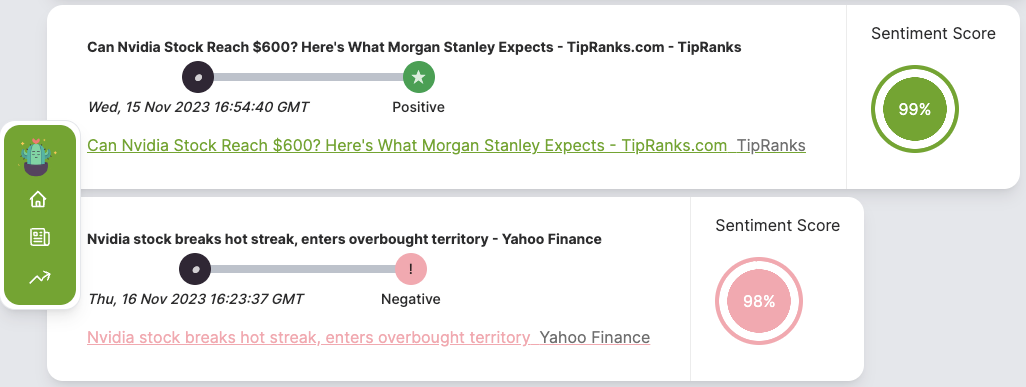 Can Nvidia Stock Reach $600? Here's What Morgan Stanley Expects - TipRanks.com - TipRanks
Wed, 15 Nov 2023 16:54:40 GMT
Positive
Can Nvidia Stock Reach $600? Here's What Morgan Stanley Expects - TipRanks.com  TipRanks
Sentiment Score
99%
Nvidia stock breaks hot streak, enters overbought territory - Yahoo Finance
!
Thu, 16 Nov 2023 16:23:37 GMT
Negative
Nvidia stock breaks hot streak, enters overbought territory  Yahoo Finance
Sentiment Score
98%